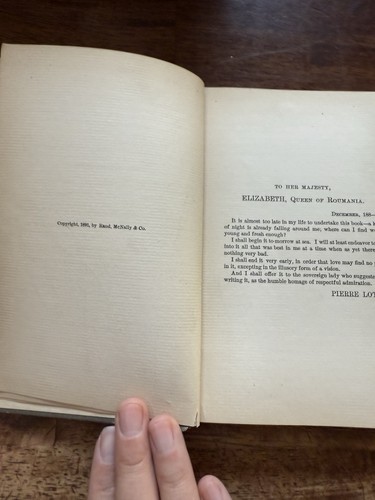 Copyright, 1890, by Rand, McNally & Co.
TO HER MAJESTY,
ELIZABETH, QUEEN OF ROUMANIA.
DECEMBER, 188–
It is almost too late in my life to undertake this book—a
of night is already falling around me; where can I find
young and fresh enough?
I shall begin it to-morrow at sea. I will at least endeavor to
into it all that was best in me at a time when as yet there
nothing very bad.
I shall end it very early, in order that love may find no
in it, excepting in the illusory form of a vision.
And I shall offer it to the sovereign lady who suggested
writing it, as the humble homage of respectful admiration.
PIERRE LOT